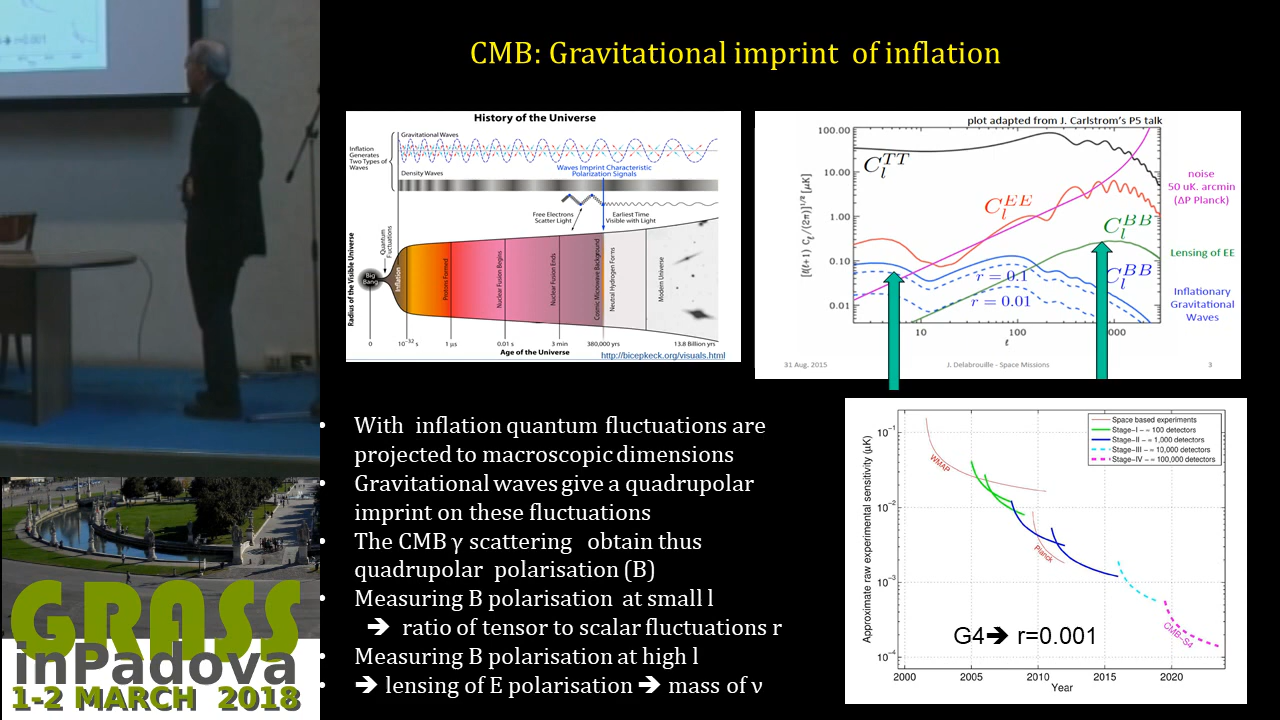 CMB: Gravitational imprint of inflation
History of the Universe
Gravitational Waves
Inflation
Generates
Two Types of
Waves
Waves Imprint Characteristic
Polarization Signals
Density Waves
Free Electrons
Scatter Light
Earliest Time
Visible with Light
Radius of the Visible Universe
Quantum
Fluctuations
Big
Bang
Inflation
Protons Formed
Nuclear Fusion Begins
Nuclear Fusion Ends
Cosmic Microwave Background
Neutral Hydrogen Forms
Modern Universe
0
10⁻³² s
1 µs
0.01 s
3 min
380,000 yrs
13.8 Billion yrs
Age of the Universe
http://bicepkeck.org/visuals.html
plot adapted from J. Carlstrom's P5 talk
100.00
10.00
1.00
0.10
0.01
[ℓ(ℓ+1) Cℓ/(2π)]^1/2 [µK]
C_l^TT
C_l^EE
C_l^BB
C_l^BB
r = 0.1
r = 0.01
noise
50 uK. arcmin
(ΔP Planck)
Lensing of EE
Inflationary
Gravitational
Waves
10
100
1000
ℓ
31 Aug. 2015
J. Delabrouille - Space Missions
3
• With inflation quantum fluctuations are
projected to macroscopic dimensions
• Gravitational waves give a quadrupolar
imprint on these fluctuations
• The CMB γ scattering obtain thus
quadrupolar polarisation (B)
• Measuring B polarisation at small l
➔ ratio of tensor to scalar fluctuations r
• Measuring B polarisation at high l
• ➔ lensing of E polarisation ➔ mass of ν
Approximate raw experimental sensitivity (µK)
10⁻¹
10⁻²
10⁻³
10⁻⁴
Space based experiments
Stage-I − ≈ 100 detectors
Stage-II − ≈ 1,000 detectors
Stage-III − ≈ 10,000 detectors
Stage-IV − ≈ 100,000 detectors
WMAP
Planck
CMB-S4
G4➔ r=0.001
2000
2005
2010
2015
2020
Year
GRASS
inPadova
1-2 MARCH 2018